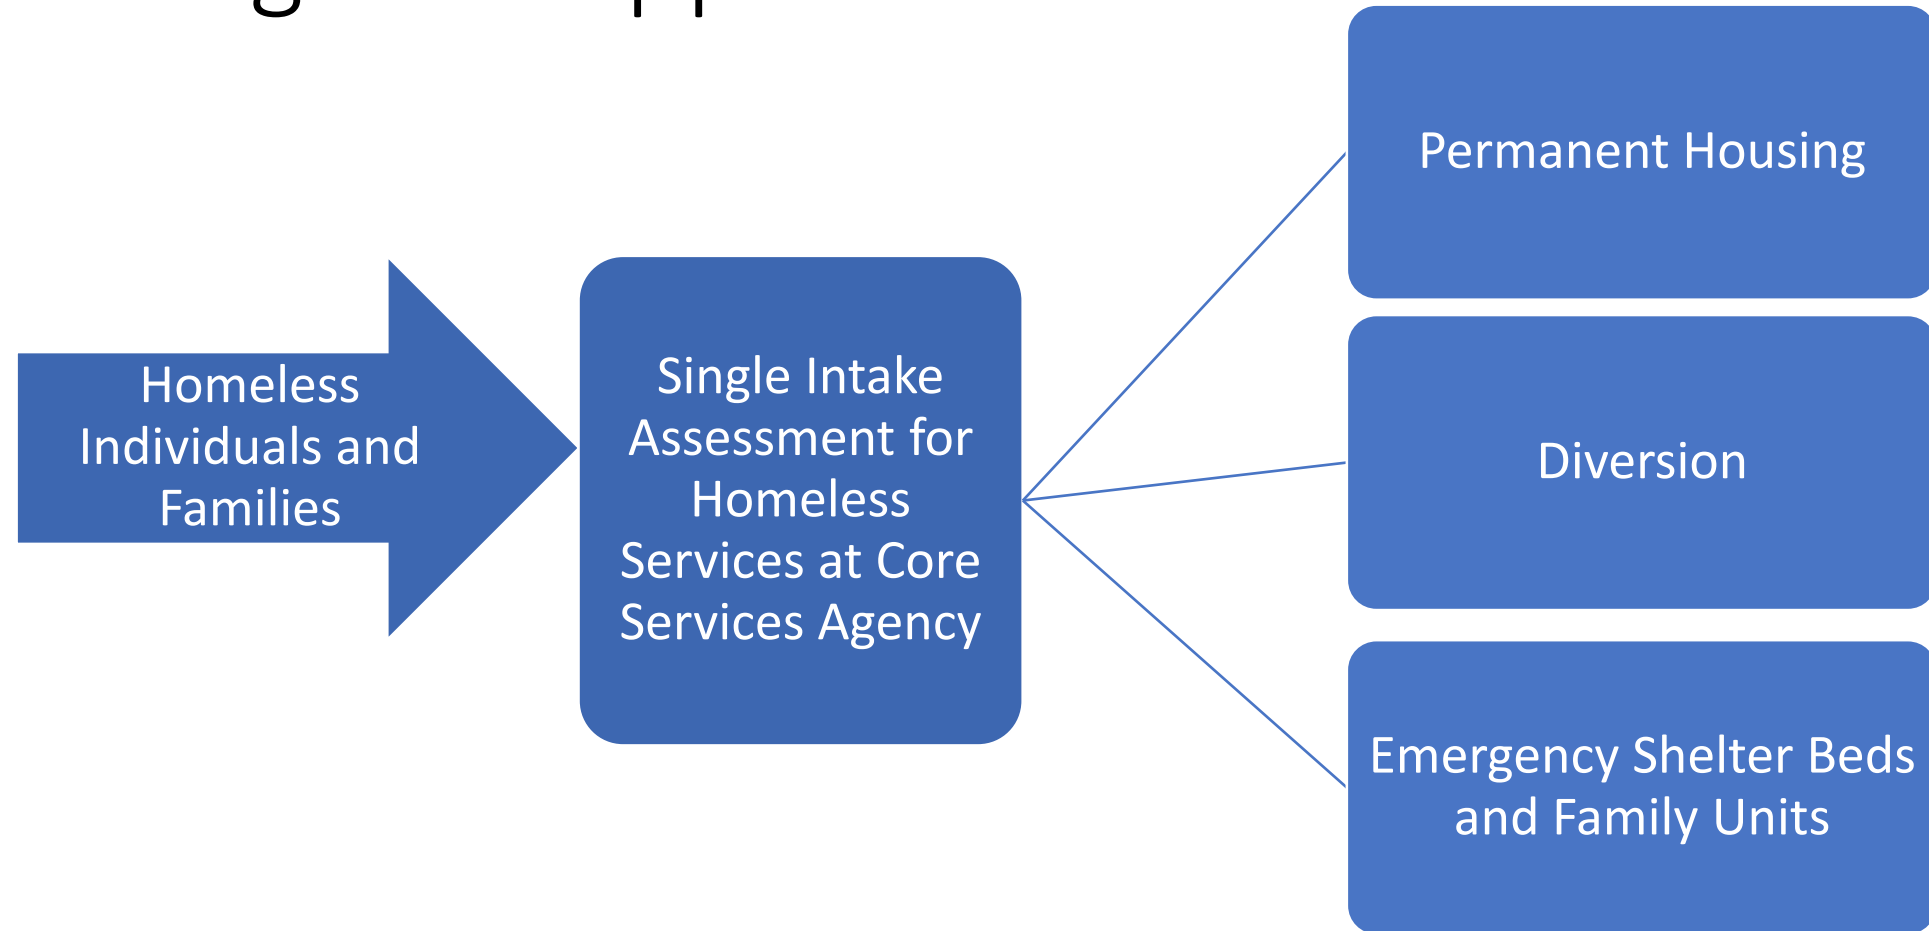 Homeless
Individuals and
Families
Single Intake
Assessment for
Homeless
Services at Core
Services Agency
Permanent Housing
Diversion
Emergency Shelter Beds
and Family Units